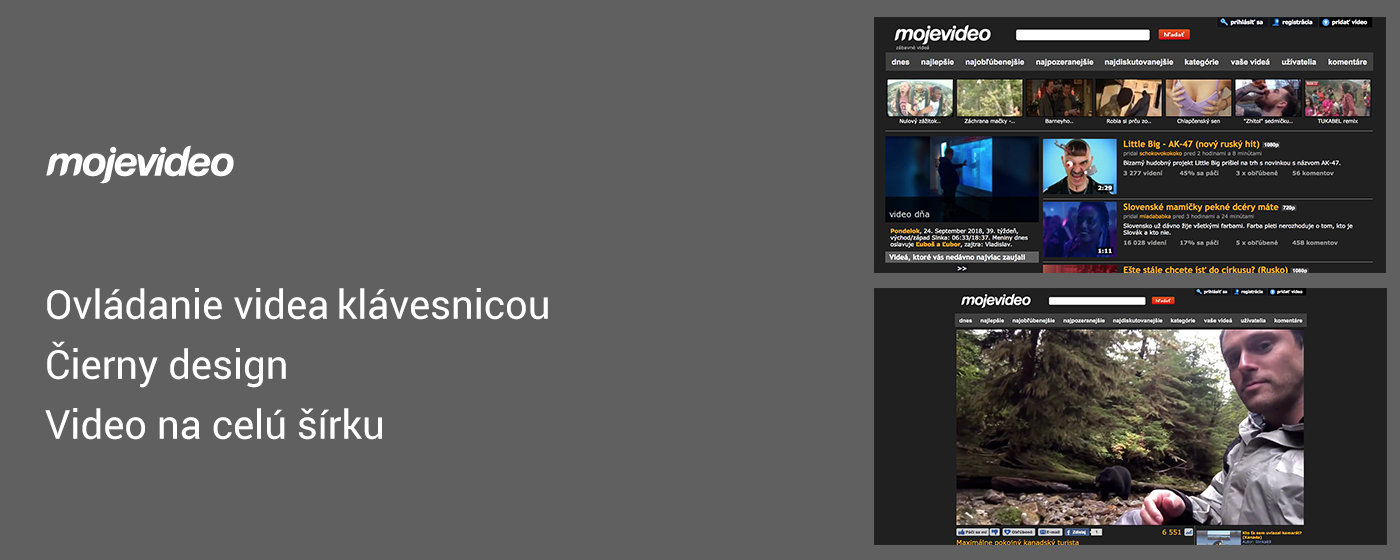 mojevideo
Ovládanie videa klávesnicou
Čierny design
Video na celú šírku
prihlásiť sa registrácia pridať video
mojevideo hľadať
zábavné videá
dnes najlepšie najobľúbenejšie najpozeranejšie najdiskutovanejšie kategórie vaše videá užívatelia komentáre
Nulový zážitok.. Záchrana mačky -.. Barneyho.. Robia si prču zo.. Chlapčenský sen "Zhltol" sedmičku.. TUKABEL remix
video dňa
Pondelok, 24. September 2018, 39. týždeň,
východ/západ Slnka: 06:33/18:37. Meniny dnes
oslavuje Ľuboš a Ľubor, zajtra: Vladislav.
Videá, ktoré vás nedávno najviac zaujali
>>
Little Big - AK-47 (nový ruský hit) 1080p
pridal schokovokokoko pred 2 hodinami a 8 minútami
Bizarný hudobný projekt Little Big prišiel na trh s novinkou s názvom AK-47.
3 277 videní 45% sa páči 3 x obľúbené 56 komentov
2:29
Slovenské mamičky pekné dcéry máte 720p
pridal mladababka pred 3 hodinami a 24 minútami
Slovensko už dávno žije všetkými farbami. Farba pleti nerozhoduje o tom, kto je
Slovák a kto nie.
16 028 videní 17% sa páči 5 x obľúbené 458 komentov
1:11
Ešte stále chcete ísť do cirkusu? (Rusko) 1080p
prihlásiť sa registrácia pridať video
mojevideo hľadať
dnes najlepšie najobľúbenejšie najpozeranejšie najdiskutovanejšie kategórie vaše videá užívatelia komentáre
Páči sa mi Obľúbiť E-mail Zdieľaj 1 6 551
Maximálne pokojný kanadský turista